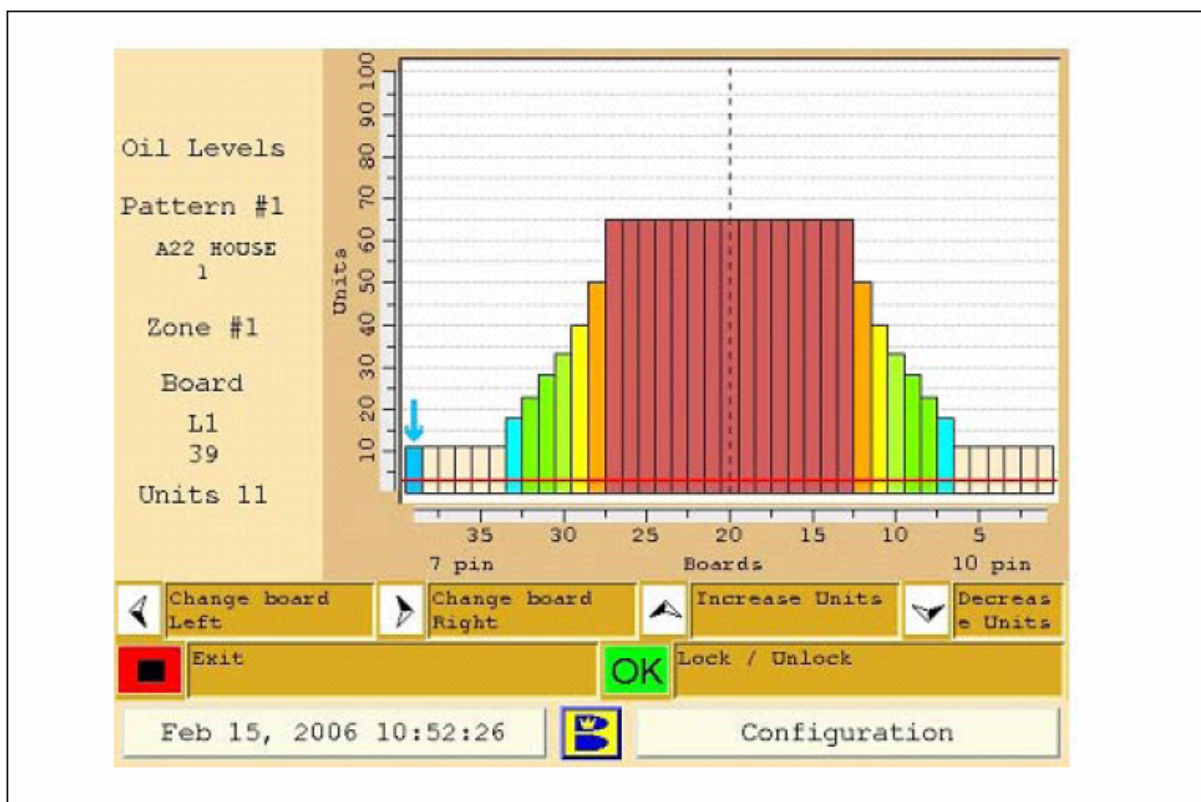 Oil Levels
Pattern #1
A22 HOUSE
1
Zone #1
Board
L1
39
Units 11
Units
100
90
80
70
60
50
40
30
20
10
35 30 25 20 15 10 5
7 pin Boards 10 pin
Change board
Left
Change board
Right
Increase Units
Decreas
e Units
Exit
OK
Lock / Unlock
Feb 15, 2006 10:52:26
Configuration